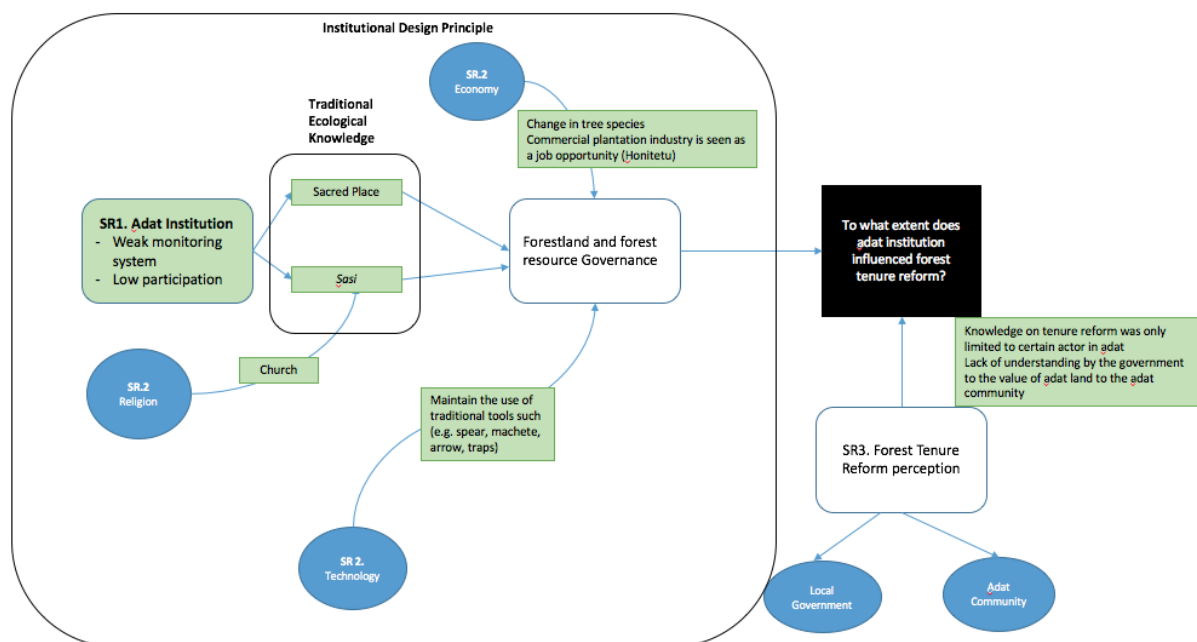 Institutional Design Principle
SR.2
Economy
Traditional
Ecological
Knowledge
Change in tree species
Commercial plantation industry is seen as
a job opportunity (Honitetu)
Sacred Place
SR1. Adat Institution
- Weak monitoring
system
- Low participation
Sasi
Forestland and forest
resource Governance
To what extent does
adat institution
influenced forest
tenure reform?
Knowledge on tenure reform was only
limited to certain actor in adat
Lack of understanding by the government
to the value of adat land to the adat
community
Church
SR.2
Religion
Maintain the use of
traditional tools such
(e.g. spear, machete,
arrow, traps)
SR3. Forest Tenure
Reform perception
SR 2.
Technology
Local
Government
Adat
Community